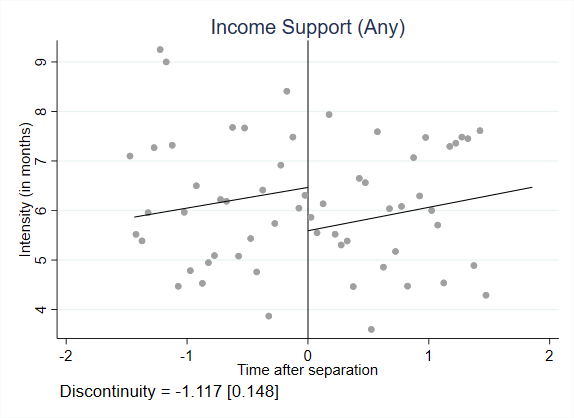 Income Support (Any)
Intensity (in months)
9
8
7
6
5
4
-2 -1 0 1 2
Time after separation
Discontinuity = -1.117 [0.148]